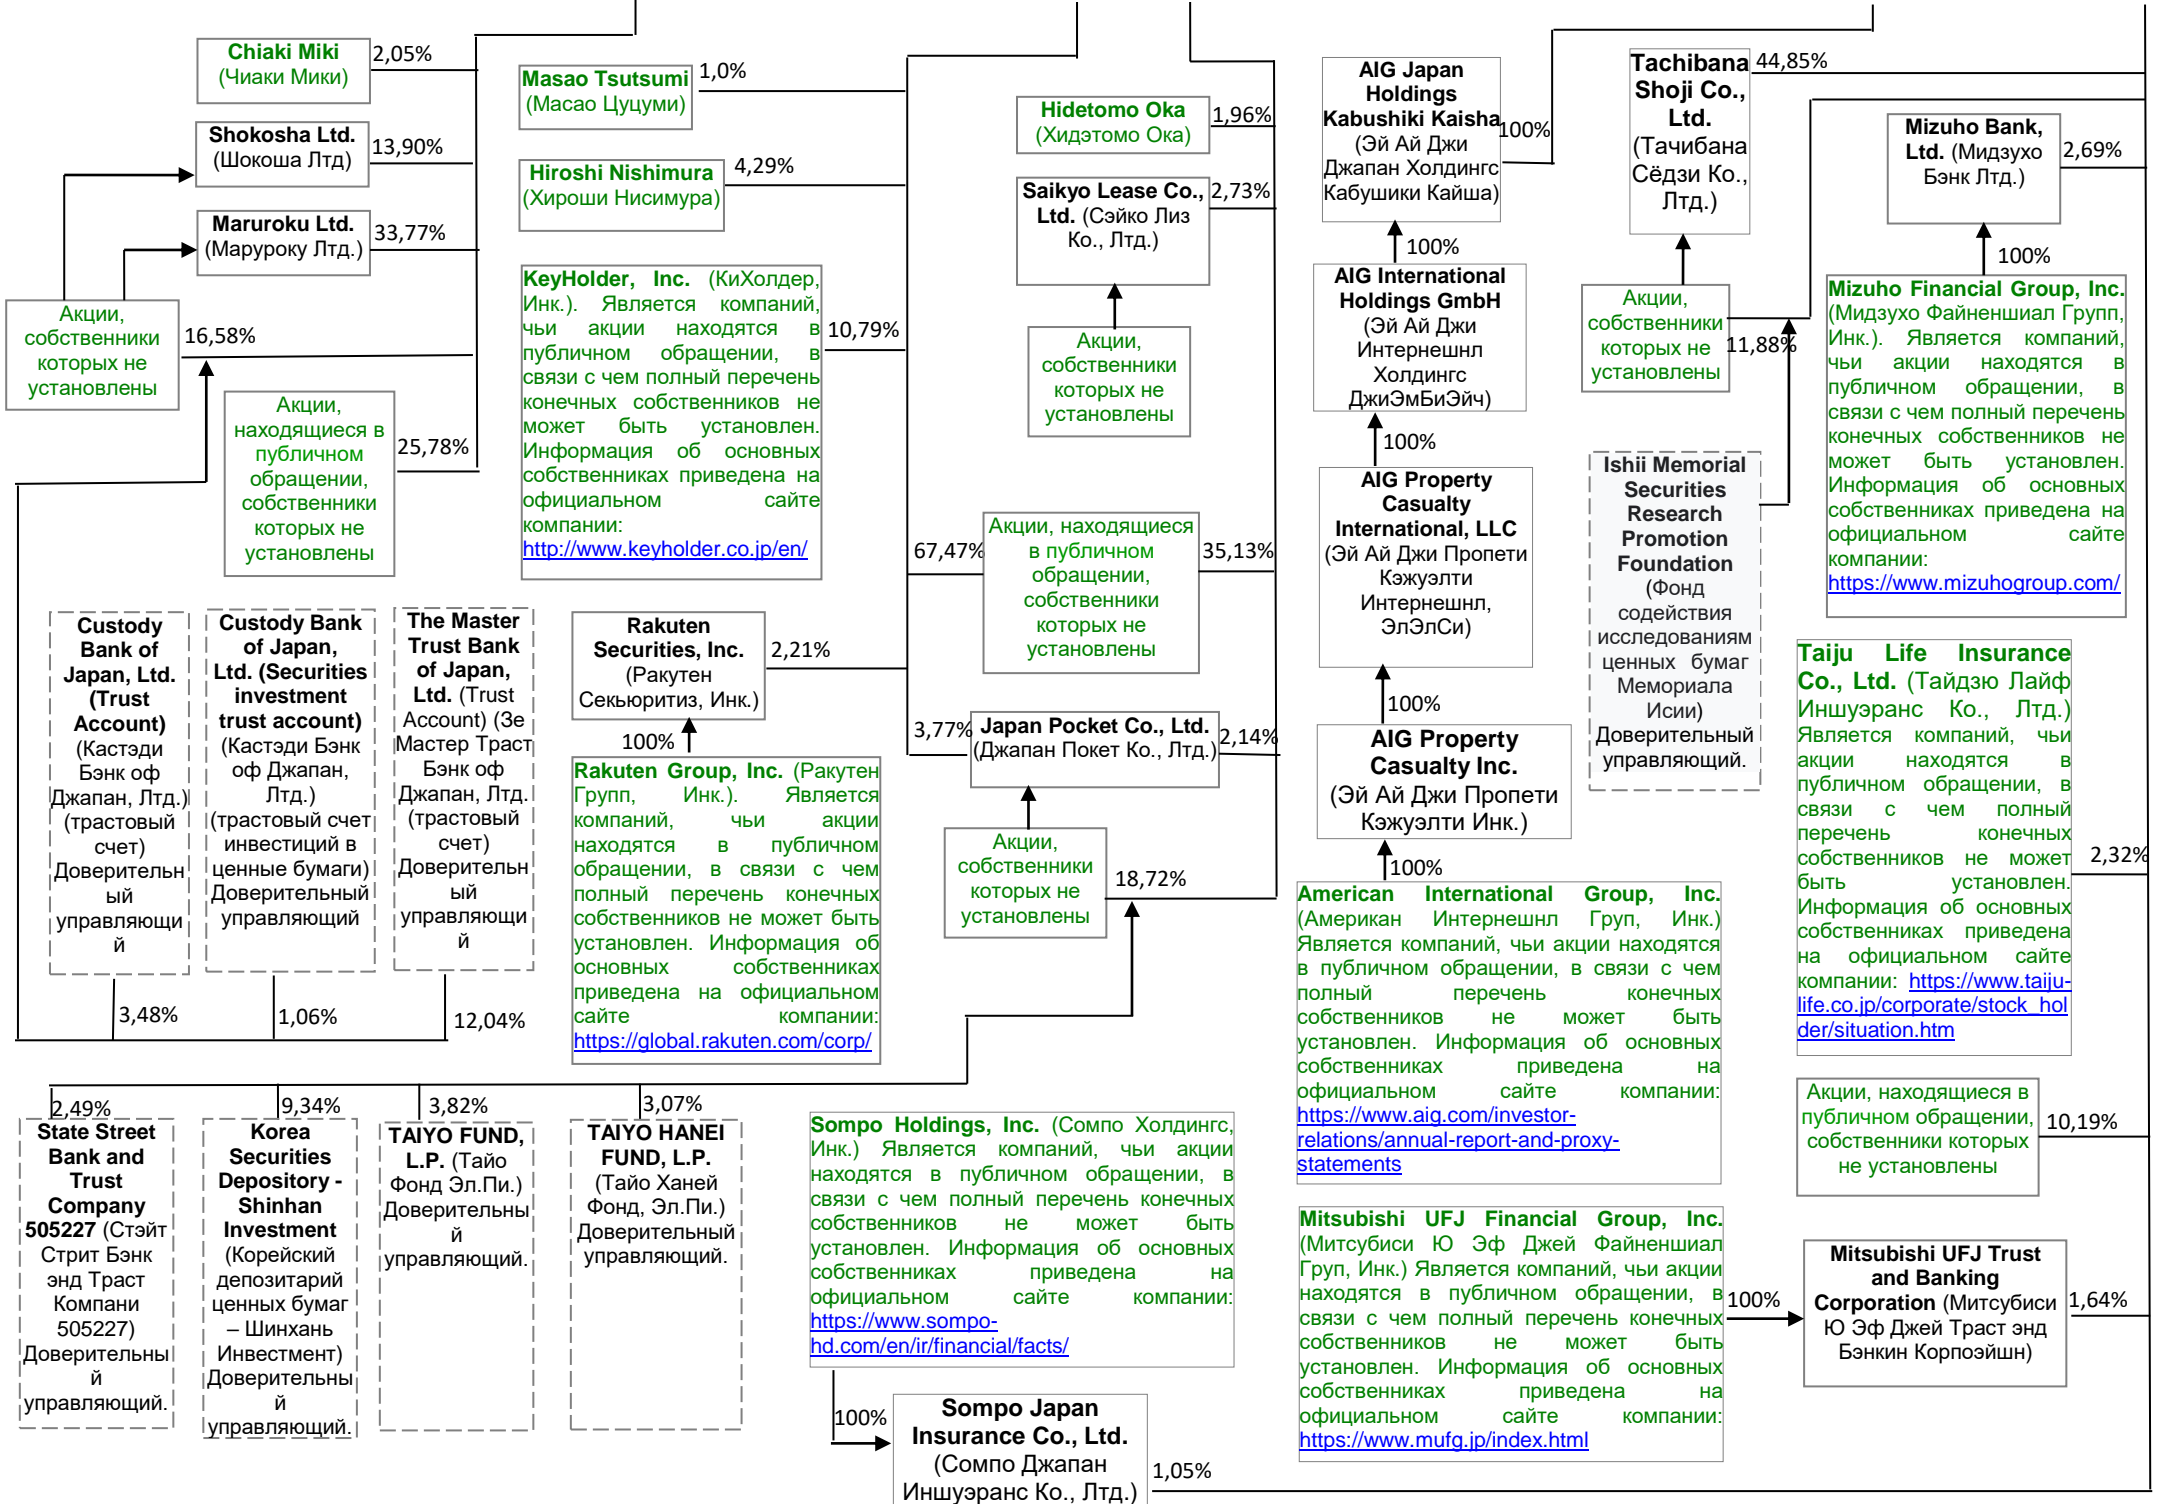 Chiaki Miki
(Чиаки Мики)
2,05%
Shokosha Ltd.
(Шокоша Лтд)
13,90%
Maruroku Ltd.
(Маруроку Лтд.)
33,77%
Акции,
собственники
которых не
установлены
16,58%
Акции,
находящиеся в
публичном
обращении,
собственники
которых не
установлены
25,78%
Custody
Bank of
Japan, Ltd.
(Trust
Account)
(Кастэди
Бэнк оф
Джапан, Лтд.)
(трастовый
счет)
Доверительн
ый
управляющи
й
3,48%
Custody Bank
of Japan,
Ltd. (Securities
investment
trust account)
(Кастэди Бэнк
оф Джапан,
Лтд.)
(трастовый счет
инвестиций в
ценные бумаги)
Доверительный
управляющий
1,06%
The Master
Trust Bank
of Japan,
Ltd. (Trust
Account) (Зе
Мастер Траст
Бэнк оф
Джапан, Лтд.
(трастовый
счет)
Доверительн
ый
управляющи
й
12,04%
Masao Tsutsumi
(Масао Цуцуми)
1,0%
Hiroshi Nishimura
(Хироши Нисимура)
4,29%
KeyHolder, Inc. (КиХолдер,
Инк.). Является компаний,
чьи акции находятся в
публичном обращении, в
связи с чем полный перечень
конечных собственников не
может быть установлен.
Информация об основных
собственниках приведена на
официальном сайте
компании:
http://www.keyholder.co.jp/en/
10,79%
Rakuten
Securities, Inc.
(Ракутен
Секьюритиз, Инк.)
2,21%
100%
Rakuten Group, Inc. (Ракутен
Групп, Инк.). Является
компаний, чьи акции
находятся в публичном
обращении, в связи с чем
полный перечень конечных
собственников не может быть
установлен. Информация об
основных собственниках
приведена на официальном
сайте компании:
https://global.rakuten.com/corp/
Hidetomo Oka
(Хидэтомо Ока)
1,96%
Saikyo Lease Co.,
Ltd. (Сэйко Лиз
Ко., Лтд.)
2,73%
Акции,
собственники
которых не
установлены
67,47%
Акции, находящиеся
в публичном
обращении,
собственники
которых не
установлены
35,13%
3,77%
Japan Pocket Co., Ltd.
(Джапан Покет Ко., Лтд.)
2,14%
Акции,
собственники
которых не
установлены
18,72%
2,49%
State Street
Bank and
Trust
Company
505227 (Стэйт
Стрит Бэнк
энд Траст
Компани
505227)
Доверительны
й
управляющий.
9,34%
Korea
Securities
Depository -
Shinhan
Investment
(Корейский
депозитарий
ценных бумаг
– Шинхань
Инвестмент)
Доверительны
й
управляющий.
3,82%
TAIYO FUND,
L.P. (Тайо
Фонд Эл.Пи.)
Доверительны
й
управляющий.
3,07%
TAIYO HANEI
FUND, L.P.
(Тайо Ханей
Фонд, Эл.Пи.)
Доверительный
управляющий.
Sompo Holdings, Inc. (Сомпо Холдингс,
Инк.) Является компаний, чьи акции
находятся в публичном обращении, в
связи с чем полный перечень конечных
собственников не может быть
установлен. Информация об основных
собственниках приведена на
официальном сайте компании:
https://www.sompo-
hd.com/en/ir/financial/facts/
100%
Sompo Japan
Insurance Co., Ltd.
(Сомпо Джапан
Иншуэранс Ко., Лтд.)
1,05%
AIG Japan
Holdings
Kabushiki Kaisha
(Эй Ай Джи
Джапан Холдингс
Кабушики Кайша)
100%
100%
AIG International
Holdings GmbH
(Эй Ай Джи
Интернешнл
Холдингс
ДжиЭмБиЭйч)
100%
AIG Property
Casualty
International, LLC
(Эй Ай Джи Пропети
Кэжуэлти
Интернешнл,
ЭлЭлСи)
100%
AIG Property
Casualty Inc.
(Эй Ай Джи Пропети
Кэжуэлти Инк.)
100%
American International Group, Inc.
(Американ Интернешнл Груп, Инк.)
Является компаний, чьи акции находятся
в публичном обращении, в связи с чем
полный перечень конечных
собственников не может быть
установлен. Информация об основных
собственниках приведена на
официальном сайте компании:
https://www.aig.com/investor-
relations/annual-report-and-proxy-
statements
Mitsubishi UFJ Financial Group, Inc.
(Митсубиси Ю Эф Джей Файненшиал
Груп, Инк.) Является компаний, чьи акции
находятся в публичном обращении, в
связи с чем полный перечень конечных
собственников не может быть
установлен. Информация об основных
собственниках приведена на
официальном сайте компании:
https://www.mufg.jp/index.html
100%
Mitsubishi UFJ Trust
and Banking
Corporation (Митсубиси
Ю Эф Джей Траст энд
Бэнкин Корпоэйшн)
1,64%
Tachibana
Shoji Co.,
Ltd.
(Тачибана
Сёдзи Ко.,
Лтд.)
44,85%
Акции,
собственники
которых не
установлены
11,88%
Ishii Memorial
Securities
Research
Promotion
Foundation
(Фонд
содействия
исследованиям
ценных бумаг
Мемориала
Исии)
Доверительный
управляющий.
Mizuho Bank,
Ltd. (Мидзухо
Бэнк Лтд.)
2,69%
100%
Mizuho Financial Group, Inc.
(Мидзухо Файненшиал Групп,
Инк.). Является компаний,
чьи акции находятся в
публичном обращении, в
связи с чем полный перечень
конечных собственников не
может быть установлен.
Информация об основных
собственниках приведена на
официальном сайте
компании:
https://www.mizuhogroup.com/
Taiju Life Insurance
Co., Ltd. (Тайдзю Лайф
Иншуэранс Ко., Лтд.)
Является компаний, чьи
акции находятся в
публичном обращении, в
связи с чем полный
перечень конечных
собственников не может
быть установлен.
Информация об основных
собственниках приведена
на официальном сайте
компании: https://www.taiju-
life.co.jp/corporate/stock_hol
der/situation.htm
2,32%
Акции, находящиеся в
публичном обращении,
собственники которых
не установлены
10,19%